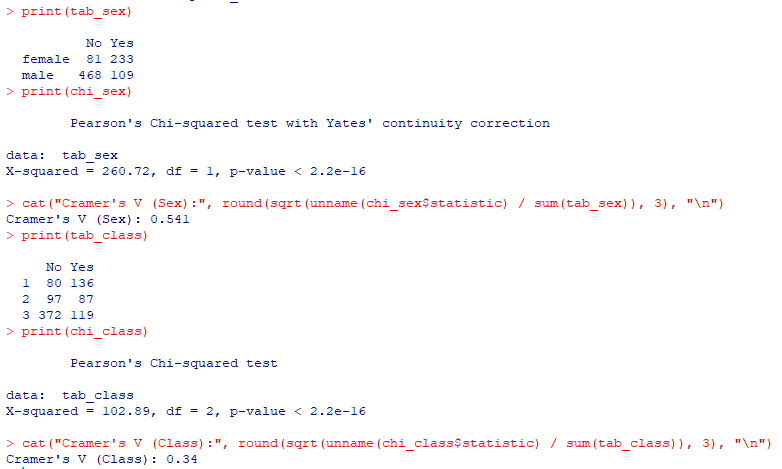 > print(tab_sex)
No Yes
female 81 233
male 468 109
> print(chi_sex)
Pearson's Chi-squared test with Yates' continuity correction
data: tab_sex
X-squared = 260.72, df = 1, p-value < 2.2e-16
> cat("Cramer's V (Sex):", round(sqrt(unname(chi_sex$statistic) / sum(tab_sex)), 3), "\n")
Cramer's V (Sex): 0.541
> print(tab_class)
No Yes
1 80 136
2 97 87
3 372 119
> print(chi_class)
Pearson's Chi-squared test
data: tab_class
X-squared = 102.89, df = 2, p-value < 2.2e-16
> cat("Cramer's V (Class):", round(sqrt(unname(chi_class$statistic) / sum(tab_class)), 3), "\n")
Cramer's V (Class): 0.34